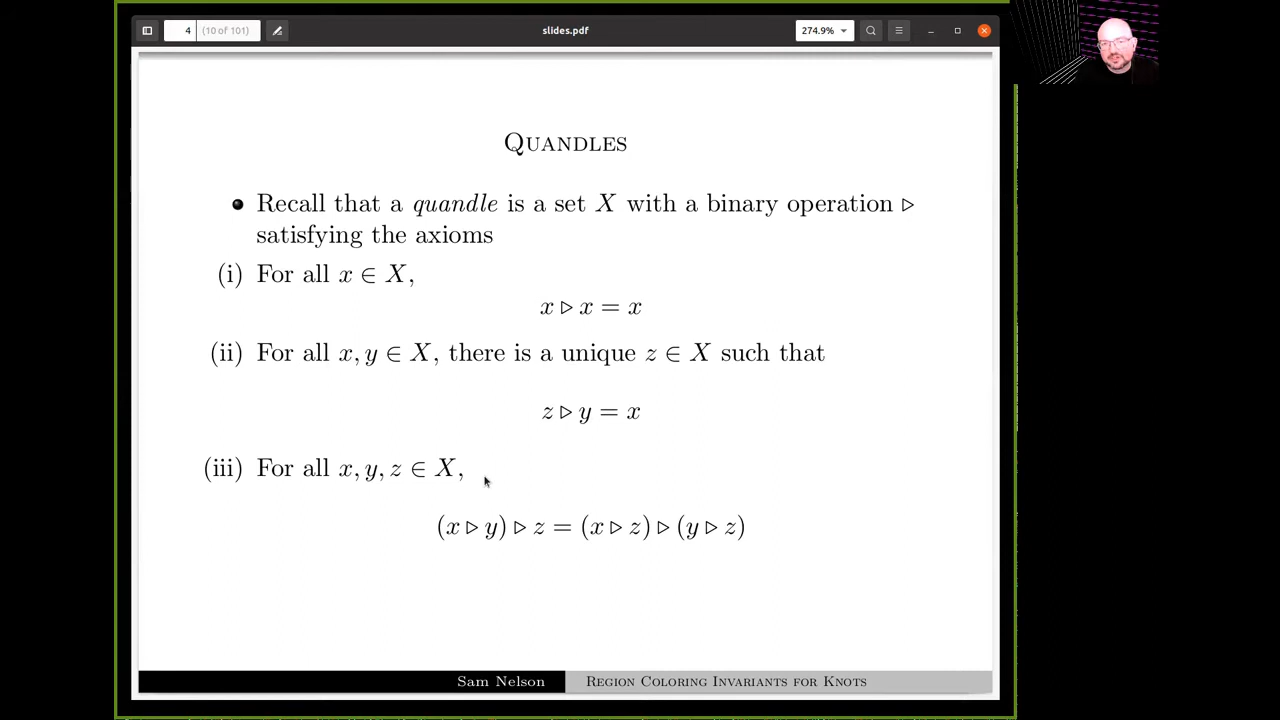 4 (10 of 101) slides.pdf 274.9%
Quandles
Recall that a quandle is a set X with a binary operation ▷
satisfying the axioms
(i) For all x ∈ X,
x ▷ x = x
(ii) For all x, y ∈ X, there is a unique z ∈ X such that
z ▷ y = x
(iii) For all x, y, z ∈ X,
(x ▷ y) ▷ z = (x ▷ z) ▷ (y ▷ z)
Sam Nelson Region Coloring Invariants for Knots